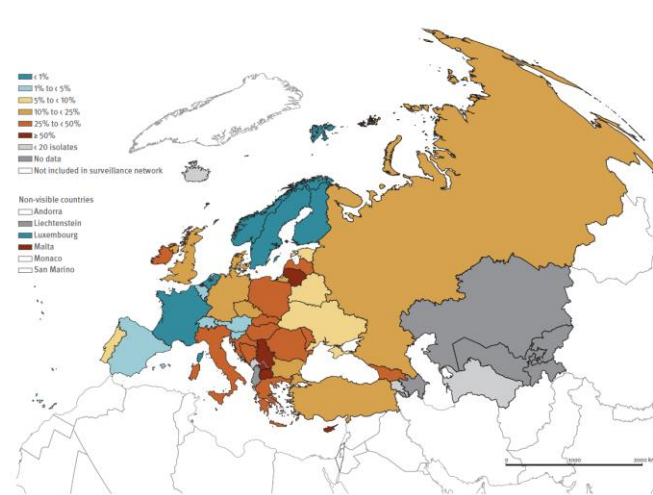 < 1%
1% to < 5%
5% to < 10%
10% to < 25%
25% to < 50%
≥ 50%
< 20 isolates
No data
Not included in surveillance network
Non-visible countries
Andorra
Liechtenstein
Luxembourg
Malta
Monaco
San Marino
0 1000 2000 km